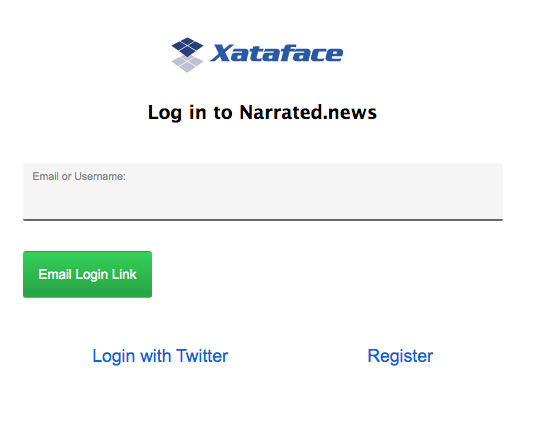 Xataface
Log in to Narrated.news
Email or Username:
Email Login Link
Login with Twitter
Register